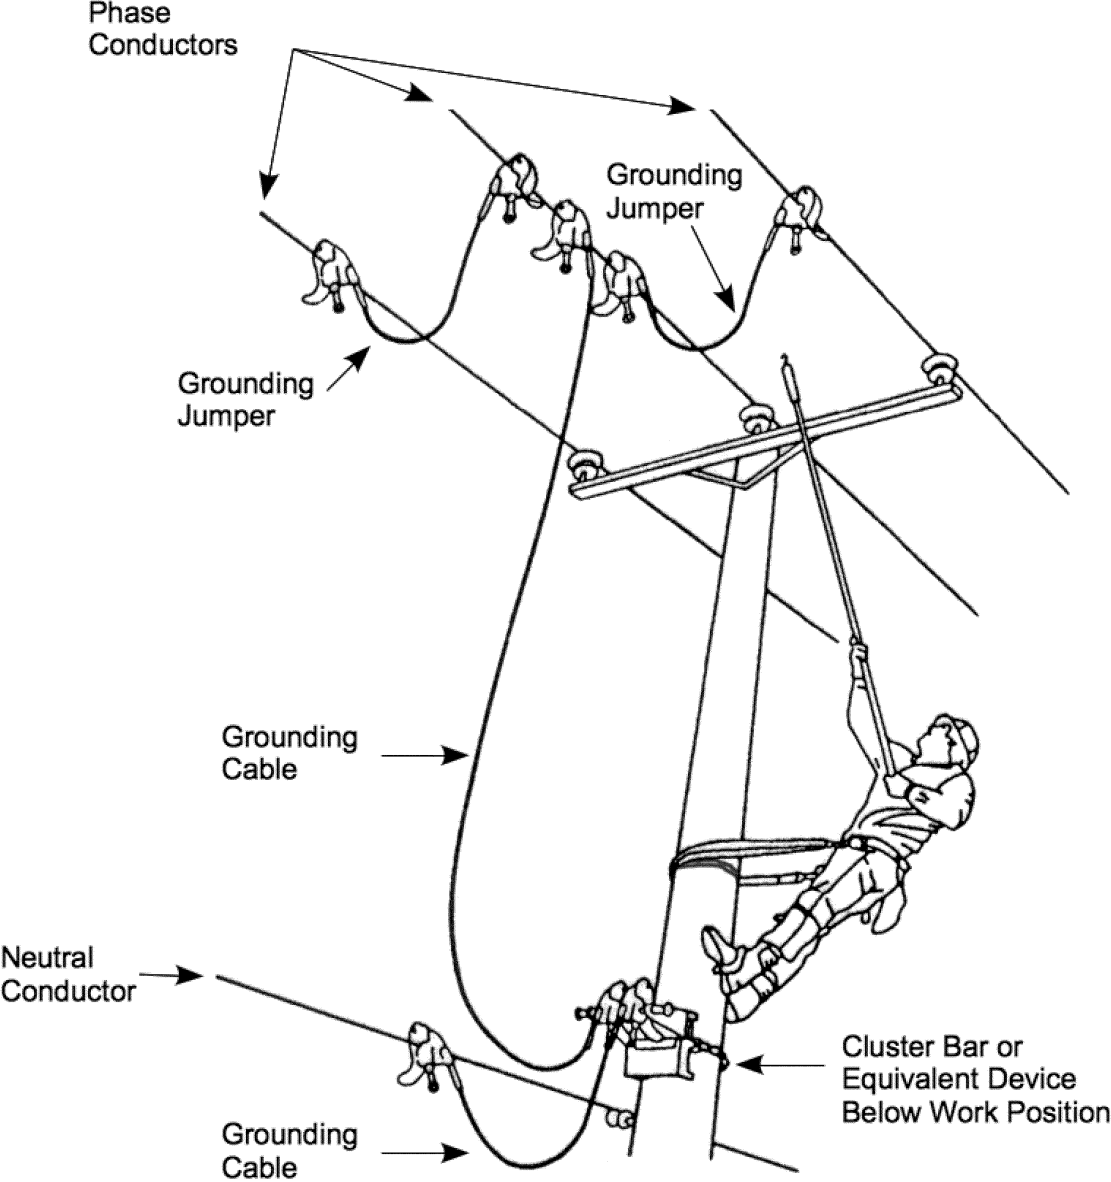 Phase
Conductors
Grounding
Jumper
Grounding
Jumper
Grounding
Cable
Neutral
Conductor
Cluster Bar or
Equivalent Device
Below Work Position
Grounding
Cable